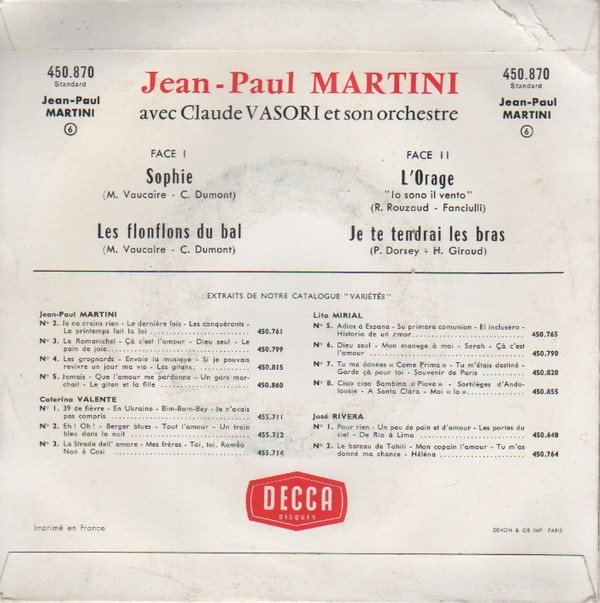 450.870
Standard
Jean-Paul
MARTINI
6
Jean-Paul MARTINI
avec Claude VASORI et son orchestre
450.870
Standard
Jean-Paul
MARTINI
6
FACE I
Sophie
(M. Vaucaire - C. Dumont)
Les flonflons du bal
(M. Vaucaire - C. Dumont)
FACE II
L'Orage
"Io sono il vento"
(R. Rouzaud - Fanciulli)
Je te tendrai les bras
(P. Dorsey - H. Giraud)
EXTRAITS DE NOTRE CATALOGUE "VARIÉTÉS"
Jean-Paul MARTINI
N° 2. Je no crains rien - La dernière fois - Les conquérants -
Le printemps fait la loi 450.761
N° 3. Le Romanichel - Çà c'est l'amour - Dieu seul - Le
pain de joie 450.799
N° 4. Les grognards - Envoie la musique - Si je pouvais
revivre un jour ma vie - Les gitans 450.815
N° 5. Jamais - Que l'amour me pardonne - Un gars mar-
chait - Le gitan et la fille 450.860
Caterina VALENTE
N° 1. 39 de fièvre - En Ukraine - Bim-Bam-Bey - Je n'avais
pas compris 455.711
N° 2. Eh ! Oh ! - Berger blues - Tout l'amour - Un train
bleu dans la nuit 455.712
N° 3. La Strada dell' amore - Mes frères - Toi, toi, Roméo
Non è Cosi 455.714
Lita MIRIAL
N° 5. Adios à Espana - Su primera comunion - El inclusero -
Historia de un amor 450.765
N° 6. Dieu seul - Mon manège à moi - Sarah - Çà c'est
l'amour 450.790
N° 7. Tu me donnes « Come Prima » - Tu m'étais destiné -
Garde çà pour toi - Souvenir de Paris 450.820
N° 8. Ciao ciao Bambina « Piove » - Sortilèges d'Anda-
lousie - A Santa Clara - Moi « Io » 450.855
José RIVERA
N° 1. Pour rien - Un peu de pain et d'amour - Les portes du
ciel - De Rio à Lima 450.648
N° 2. Le bateau de Tahiti - Mon copain l'amour - Tu m'as
donné ma chance - Héléna 450.764
DECCA
DISQUES
Imprimé en France
DEHON & CIE IMP. PARIS